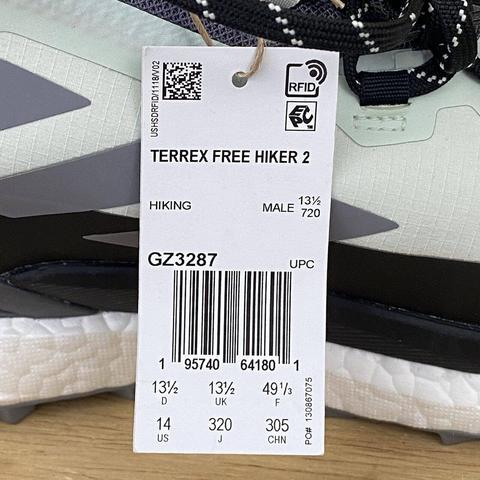 USHSDRFID/1118/V02
RFID
EPC
TERREX FREE HIKER 2
HIKING MALE 13½
720
GZ3287 UPC
1 95740 64180 1
13½ 13½ 49⅓
D UK F
14 320 305
US J CHN
PO# 130867075